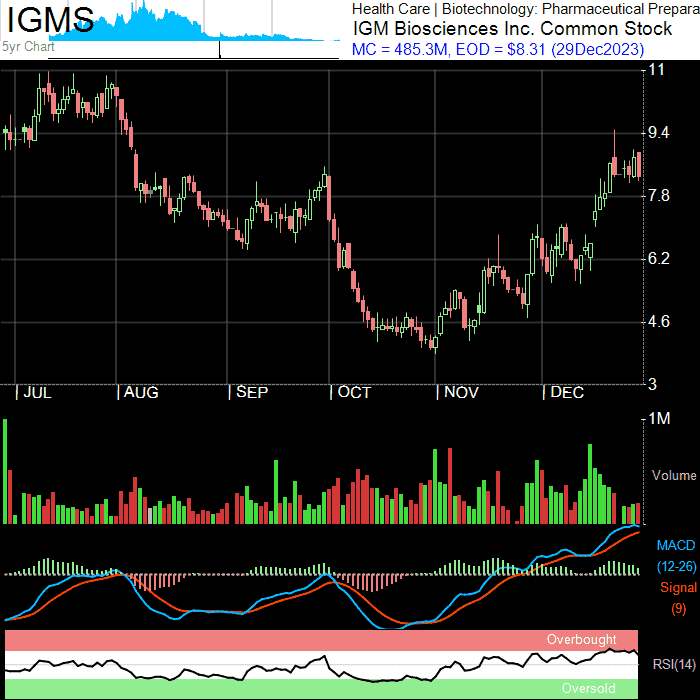 IGMS
5yr Chart
Health Care | Biotechnology: Pharmaceutical Prepara
IGM Biosciences Inc. Common Stock
MC = 485.3M, EOD = $8.31 (29Dec2023)
11
9.4
7.8
6.2
4.6
3
JUL AUG SEP OCT NOV DEC
1M
Volume
MACD
(12-26)
Signal
(9)
Overbought
RSI(14)
Oversold